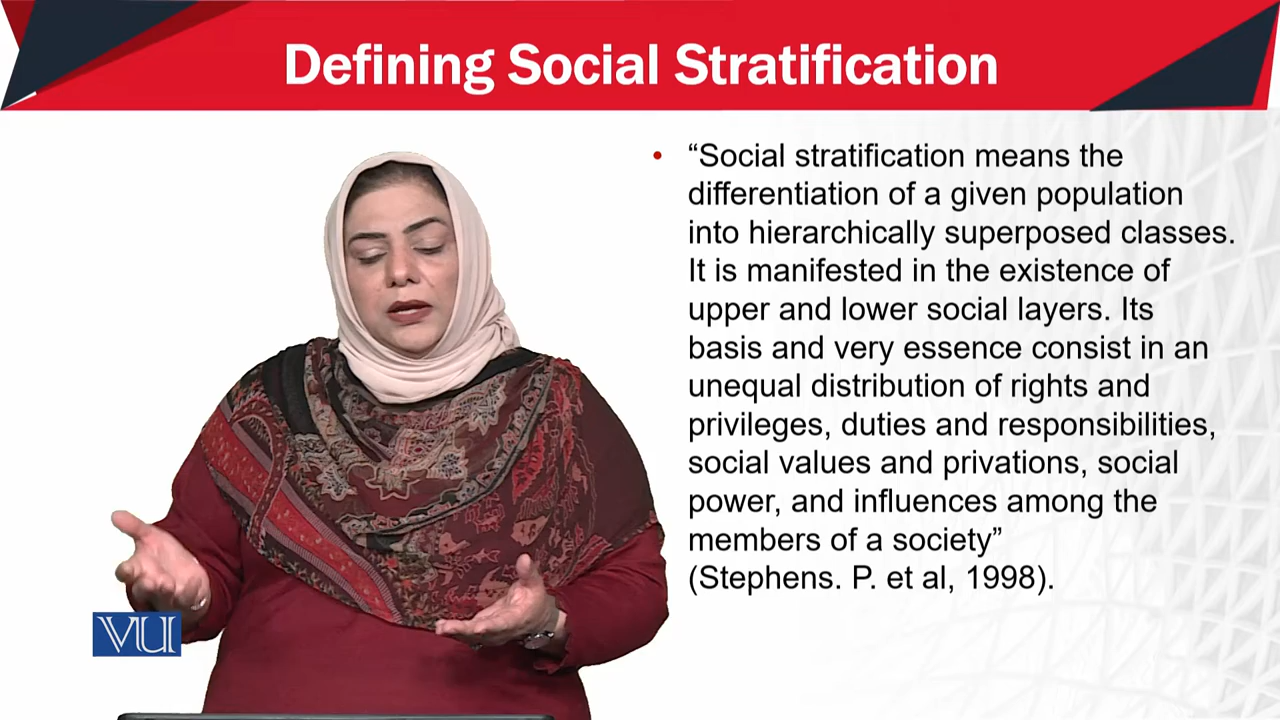 Defining Social Stratification
• “Social stratification means the
differentiation of a given population
into hierarchically superposed classes.
It is manifested in the existence of
upper and lower social layers. Its
basis and very essence consist in an
unequal distribution of rights and
privileges, duties and responsibilities,
social values and privations, social
power, and influences among the
members of a society”
(Stephens. P. et al, 1998).
VU